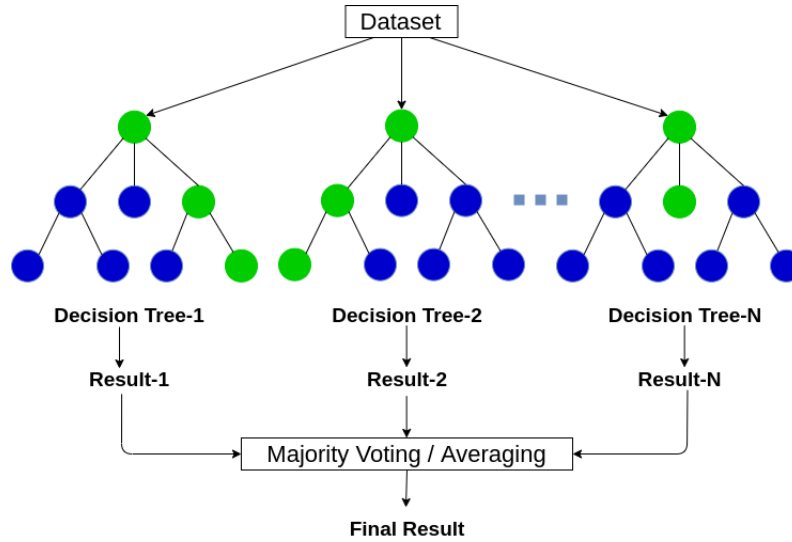 Dataset
Decision Tree-1
Decision Tree-2
Decision Tree-N
Result-1
Result-2
Result-N
Majority Voting / Averaging
Final Result